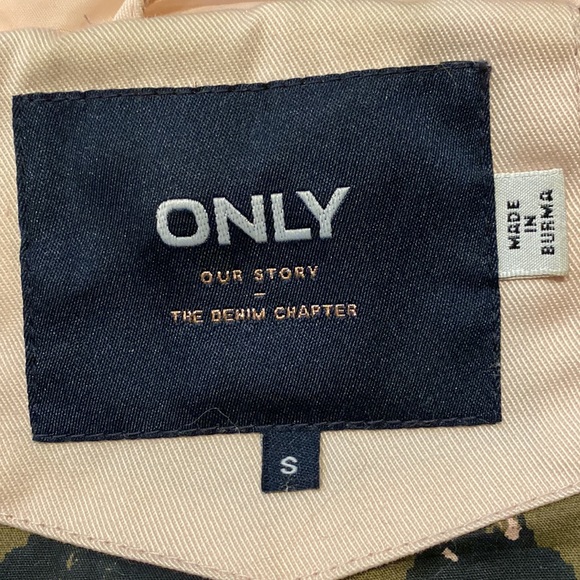 ONLY
OUR STORY
–
THE DENIM CHAPTER
MADE
IN
BURMA
S